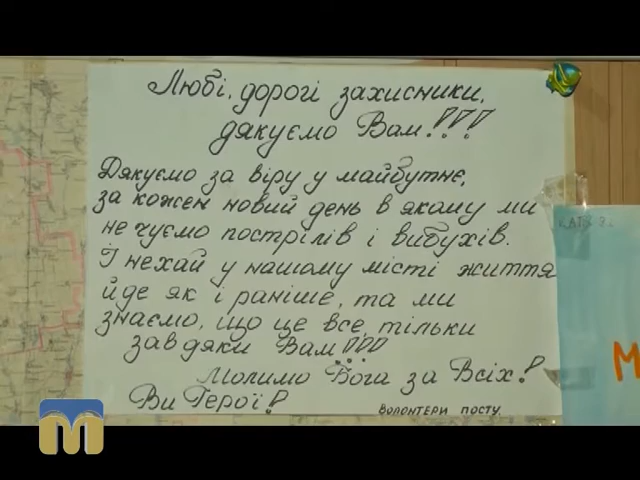 Любі, дорогі захисники,
дякуємо Вам!!!
Дякуємо за віру у майбутнє,
за кожен новий день в якому ми
не чуємо пострілів і вибухів.
І нехай у нашому місті життя
йде як і раніше, та ми
знаємо, що це все, тільки
завдяки Вам!!!
Молимо Бога за Всіх!
Ви Герої!
ВОЛОНТЕРИ ПОСТУ.
М